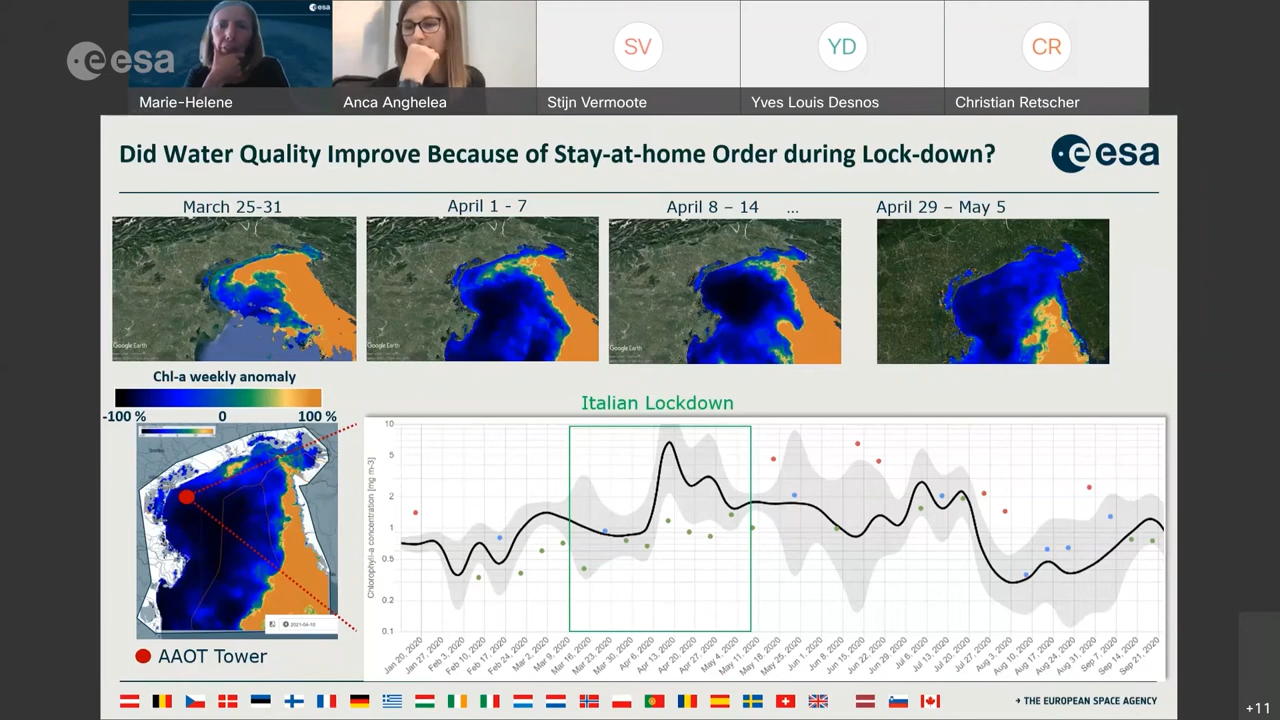 esa
esa
Marie-Helene
Anca Anghelea
SV
Stijn Vermoote
YD
Yves Louis Desnos
CR
Christian Retscher
Did Water Quality Improve Because of Stay-at-home Order during Lock-down?
esa
March 25-31
April 1 - 7
April 8 – 14 ...
April 29 – May 5
Google Earth
Google Earth
Google Earth
Chl-a weekly anomaly
-100 % 0 100 %
Italian Lockdown
Chlorophyll-a concentration [mg m-3]
10
5
2
1
0.5
0.2
0.1
Jan 20, 2020
Jan 27, 2020
Feb 3, 2020
Feb 10, 2020
Feb 17, 2020
Feb 24, 2020
Mar 2, 2020
Mar 9, 2020
Mar 16, 2020
Mar 23, 2020
Mar 30, 2020
Apr 6, 2020
Apr 13, 2020
Apr 20, 2020
Apr 27, 2020
May 4, 2020
May 11, 2020
May 18, 2020
May 25, 2020
Jun 1, 2020
Jun 8, 2020
Jun 15, 2020
Jun 22, 2020
Jun 29, 2020
Jul 6, 2020
Jul 13, 2020
Jul 20, 2020
Jul 27, 2020
Aug 3, 2020
Aug 10, 2020
Aug 17, 2020
Aug 24, 2020
Aug 31, 2020
Sep 7, 2020
Sep 14, 2020
Sep 21, 2020
2021-04-10
AAOT Tower
→ THE EUROPEAN SPACE AGENCY
+11